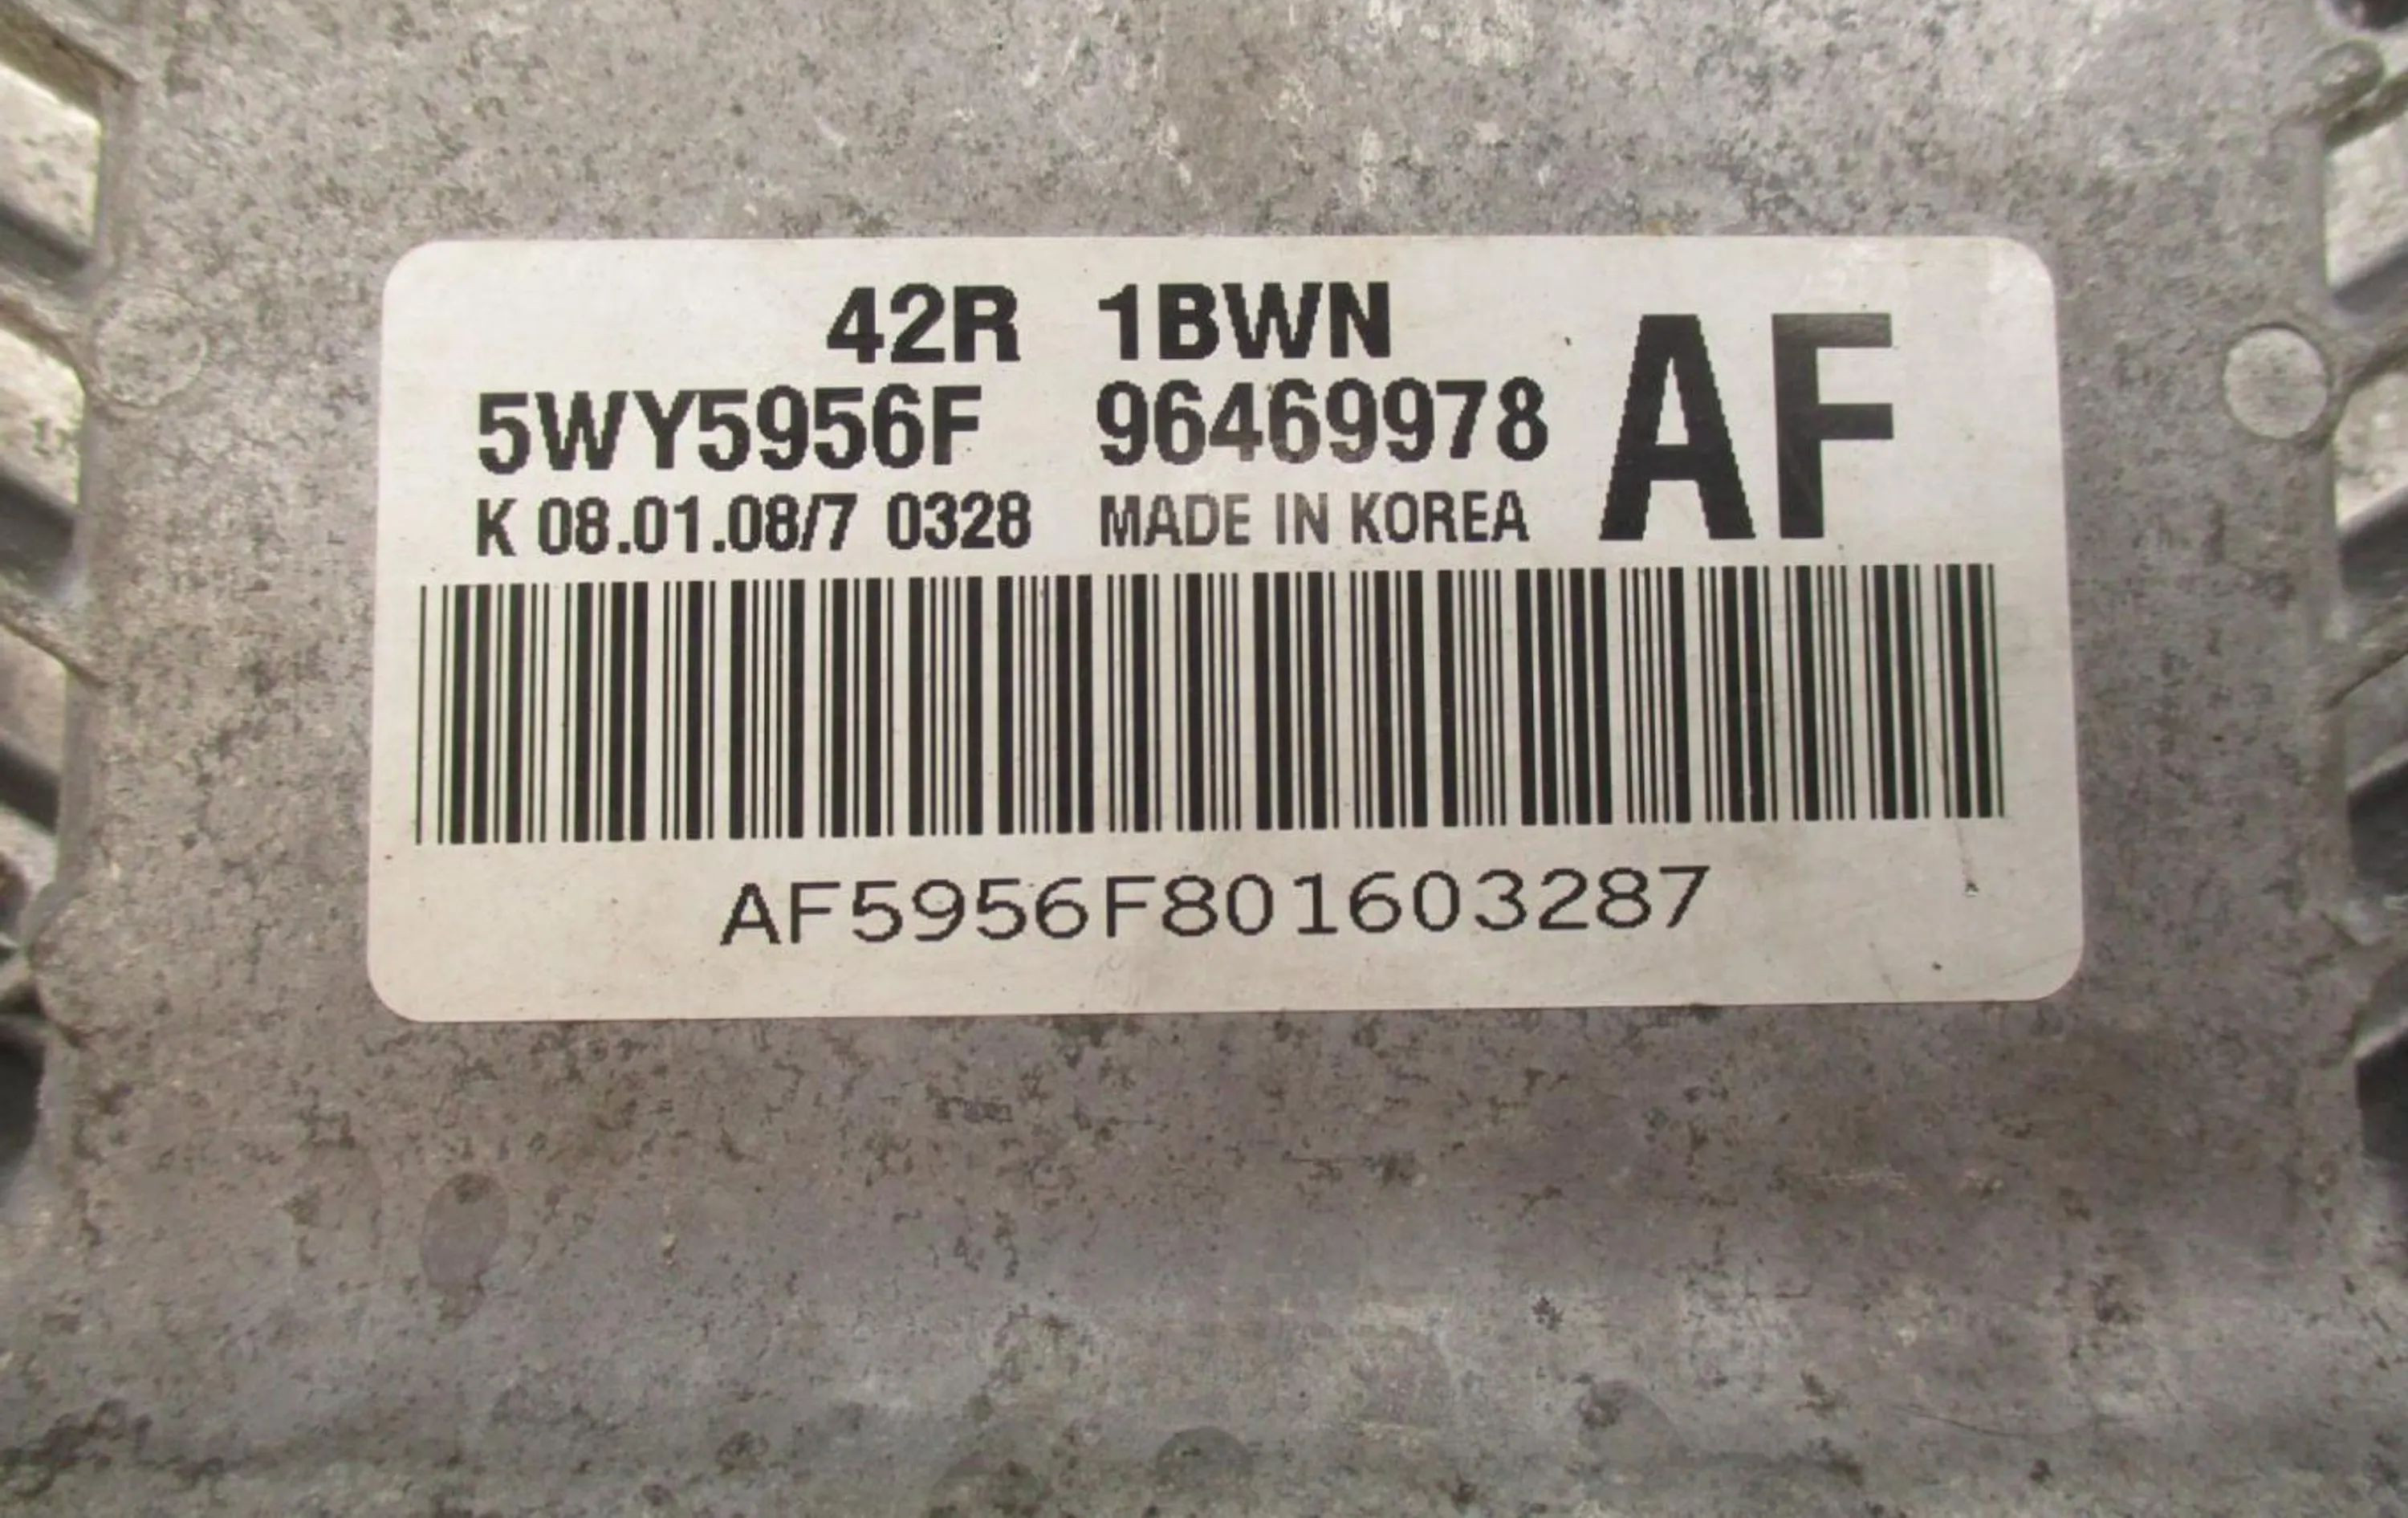 42R 1BWN
5WY5956F 96469978 AF
K 08.01.08/7 0328 MADE IN KOREA
AF5956F801603287